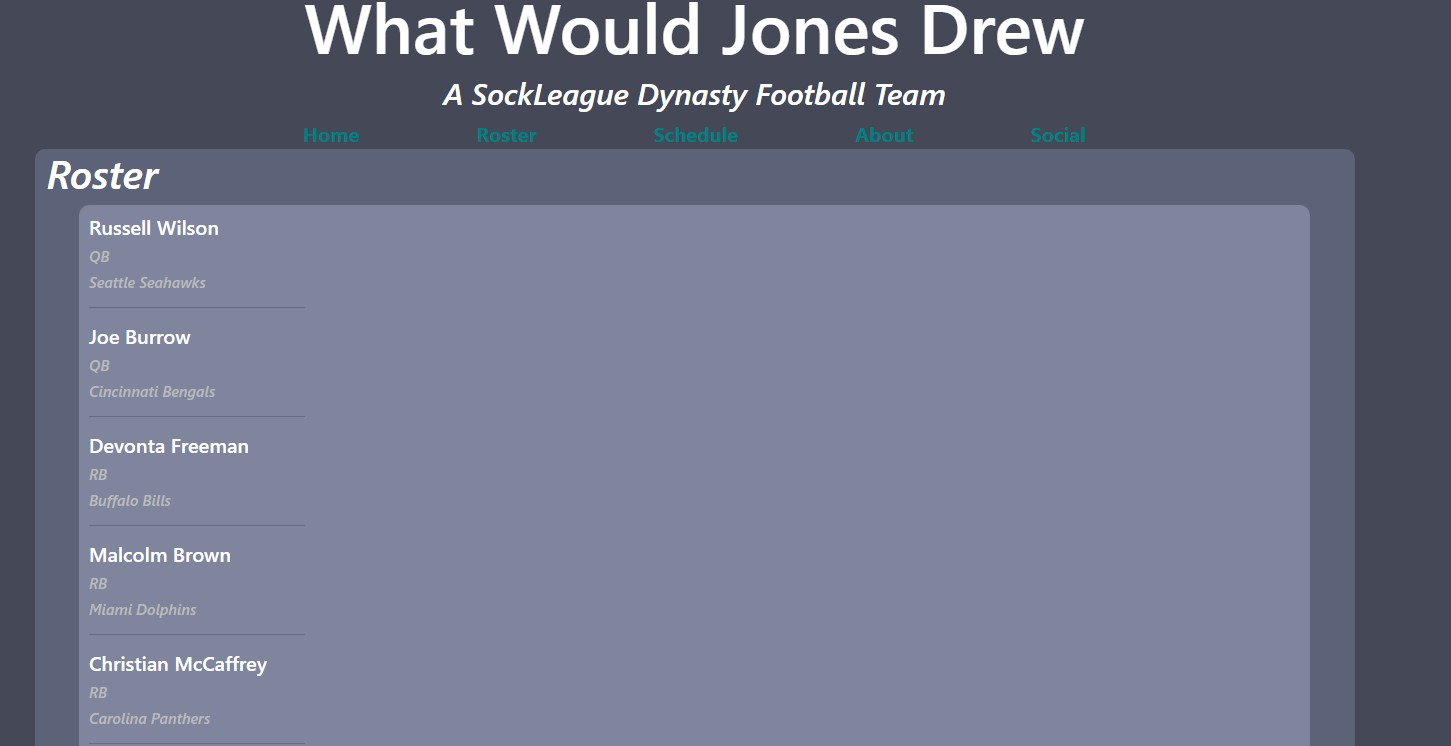 What Would Jones Drew
A SockLeague Dynasty Football Team
Home Roster Schedule About Social
Roster
Russell Wilson
QB
Seattle Seahawks
Joe Burrow
QB
Cincinnati Bengals
Devonta Freeman
RB
Buffalo Bills
Malcolm Brown
RB
Miami Dolphins
Christian McCaffrey
RB
Carolina Panthers